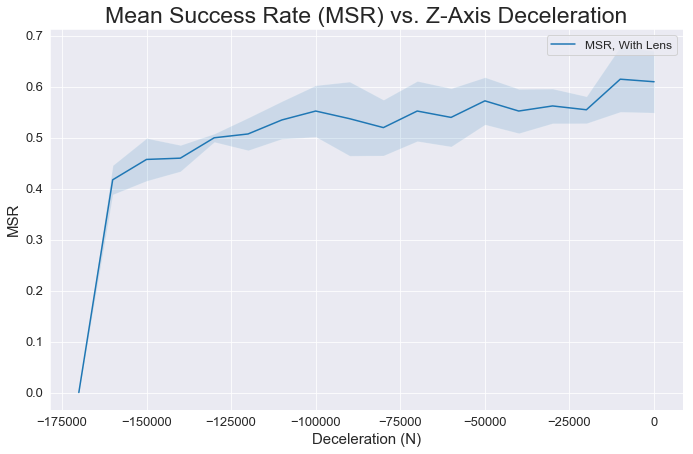 Mean Success Rate (MSR) vs. Z-Axis Deceleration
MSR, With Lens
0.7
0.6
0.5
0.4
0.3
0.2
0.1
0.0
MSR
−175000 −150000 −125000 −100000 −75000 −50000 −25000 0
Deceleration (N)